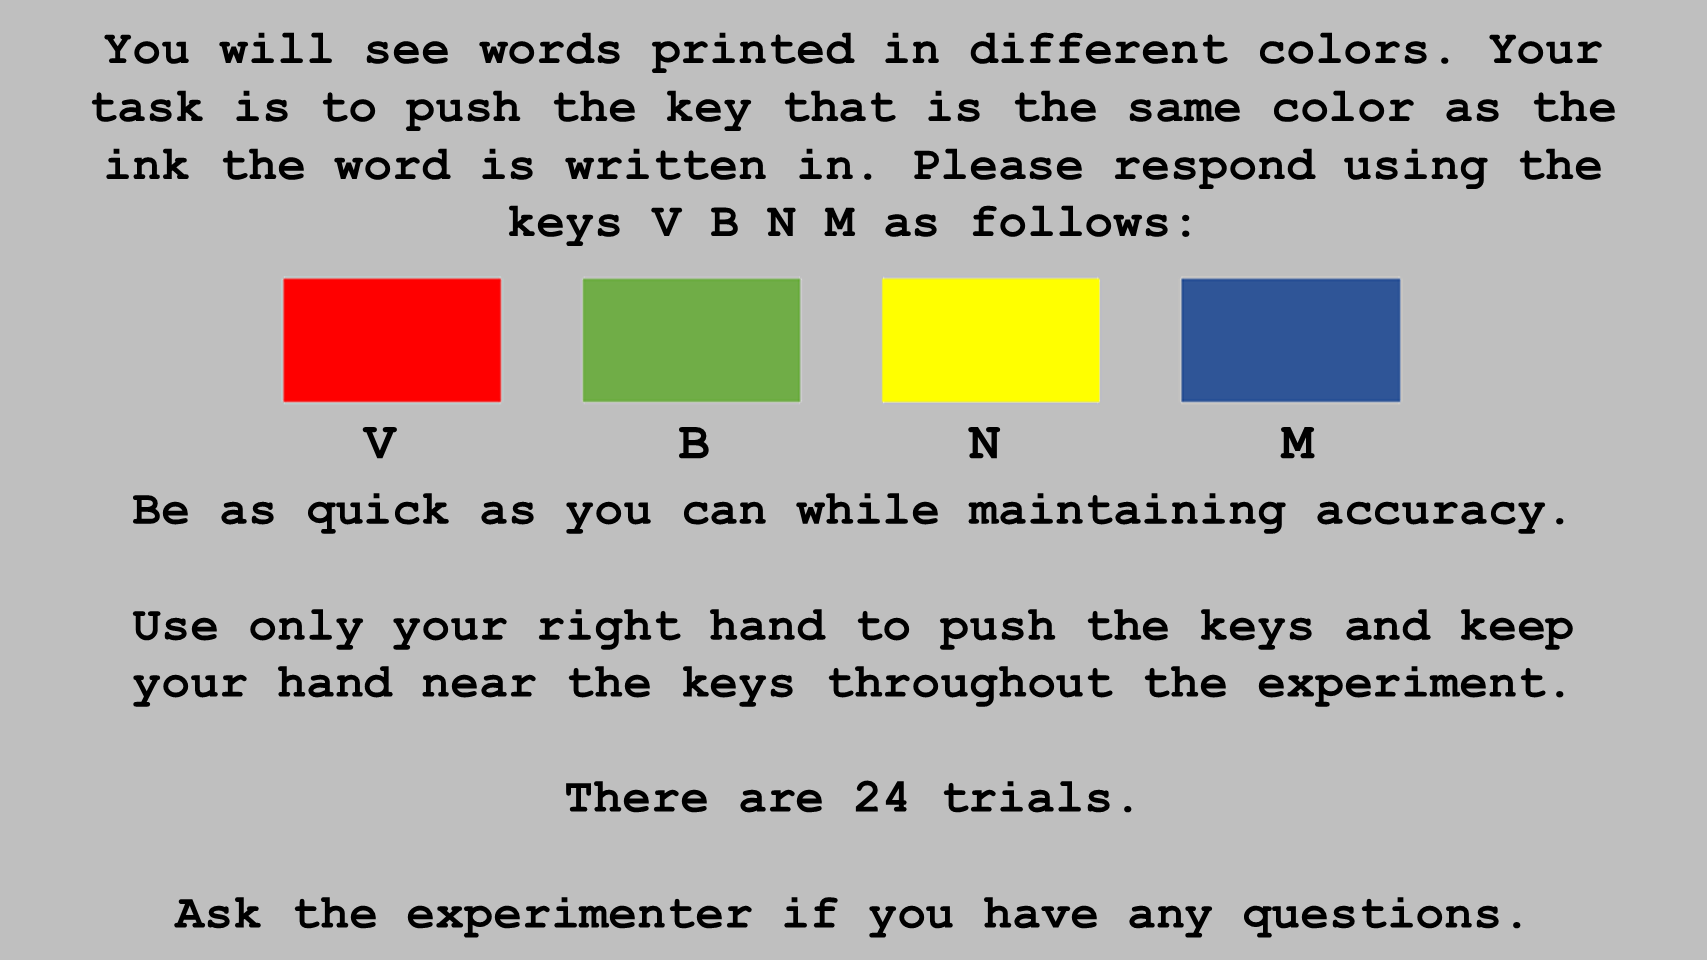 You will see words printed in different colors. Your
task is to push the key that is the same color as the
ink the word is written in. Please respond using the
keys V B N M as follows:
V B N M
Be as quick as you can while maintaining accuracy.
Use only your right hand to push the keys and keep
your hand near the keys throughout the experiment.
There are 24 trials.
Ask the experimenter if you have any questions.